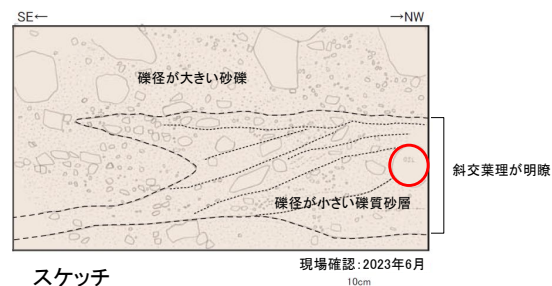 SE← →NW
礫径が大きい砂礫
斜交葉理が明瞭
礫径が小さい礫質砂層
現場確認：2023年6月
スケッチ
10cm